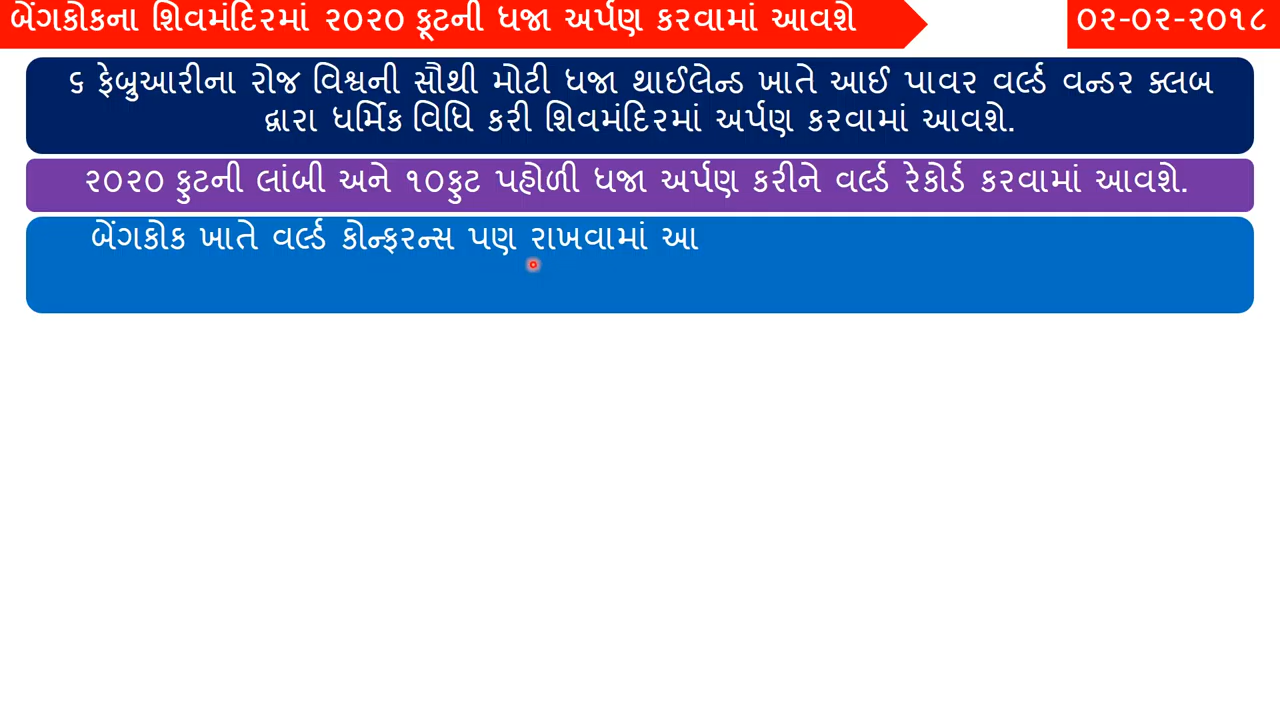 બેંગકોકના શિવમંદિરમાં ૨૦૨૦ કૂટની ધજા અર્પણ કરવામાં આવશે
૦૨-૦૨-૨૦૧૮
૬ ફેબ્રુઆરીના રોજ વિશ્વની સૌથી મોટી ધજા થાઈલેન્ડ ખાતે આઈ પાવર વર્લ્ડ વન્ડર ક્લબ
દ્વારા ધર્મિક વિધિ કરી શિવમંદિરમાં અર્પણ કરવામાં આવશે.
૨૦૨૦ ફુટની લાંબી અને ૧૦ફુટ પહોળી ધજા અર્પણ કરીને વર્લ્ડ રેકોર્ડ કરવામાં આવશે.
બેંગકોક ખાતે વર્લ્ડ કોન્ફરન્સ પણ રાખવામાં આ